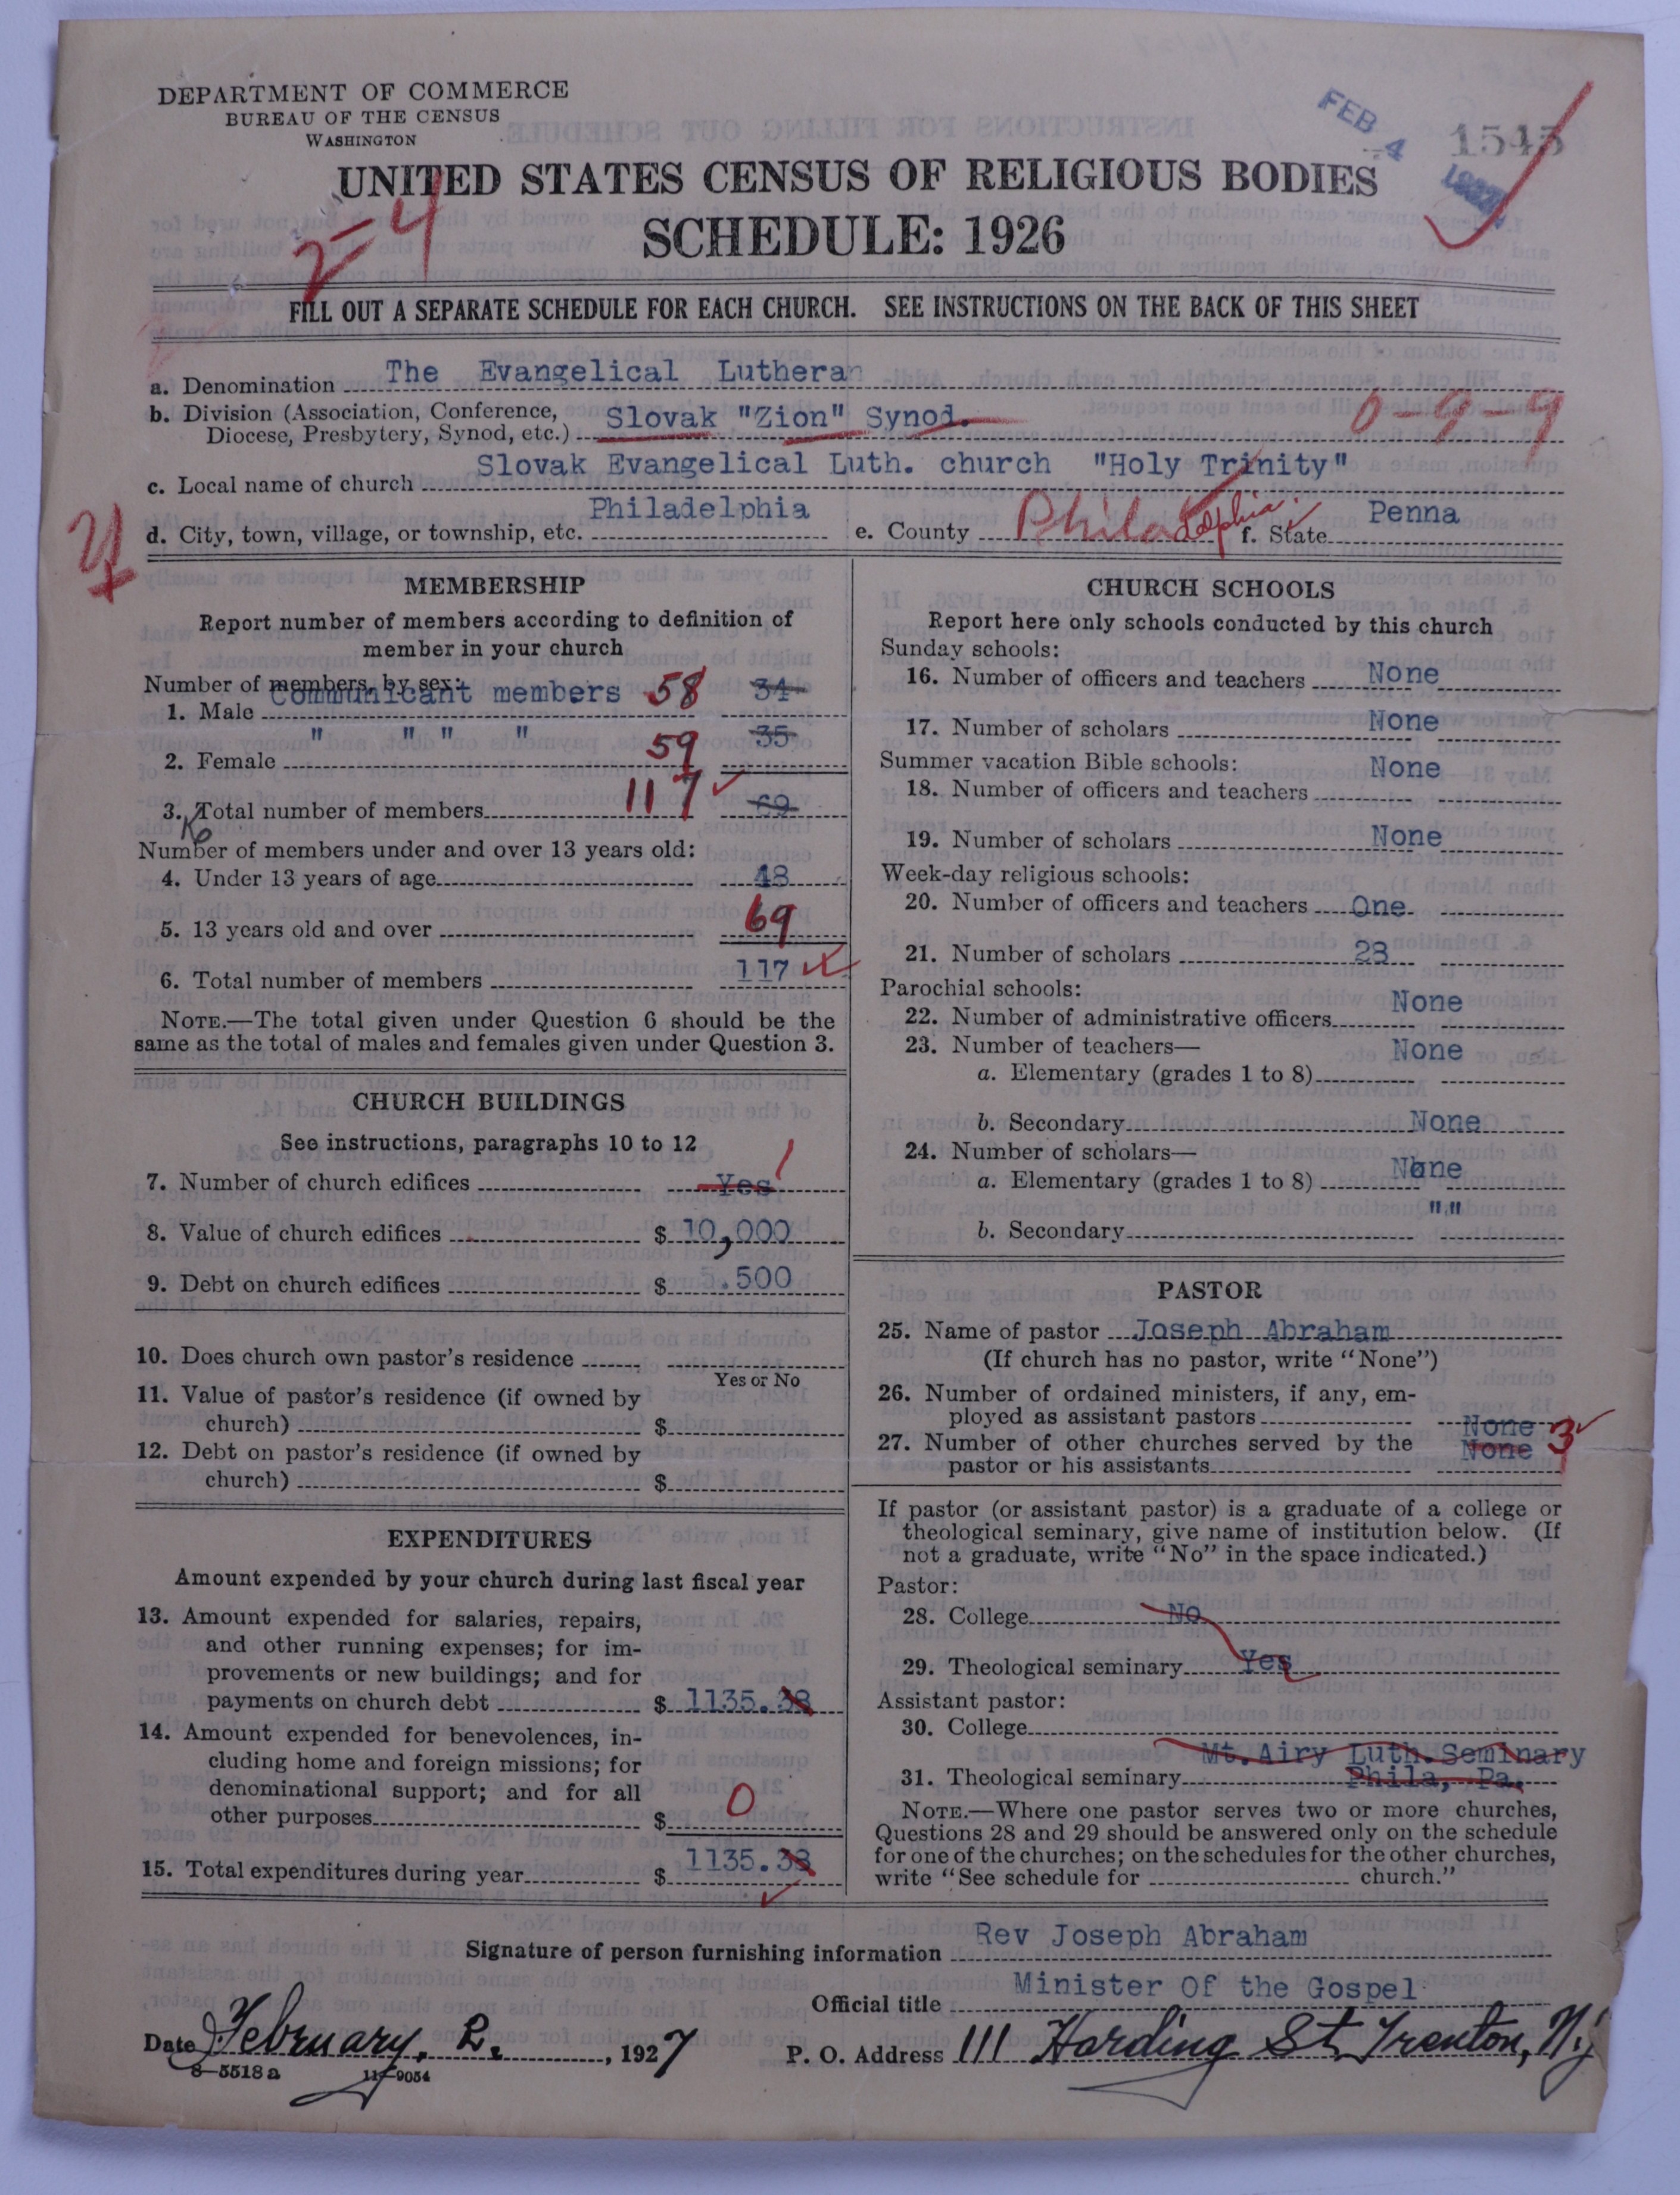 DEPARTMENT OF COMMERCE
BUREAU OF THE CENSUS
WASHINGTON
FEB 4 1927
1545
UNITED STATES CENSUS OF RELIGIOUS BODIES
SCHEDULE: 1926
2-4
FILL OUT A SEPARATE SCHEDULE FOR EACH CHURCH. SEE INSTRUCTIONS ON THE BACK OF THIS SHEET
a. Denomination The Evangelical Lutheran
b. Division (Association, Conference,
Diocese, Presbytery, Synod, etc.) Slovak "Zion" Synod.
0-9-9
c. Local name of church Slovak Evangelical Luth. church "Holy Trinity"
d. City, town, village, or township, etc. Philadelphia e. County Philadelphia f. State Penna
MEMBERSHIP
Report number of members according to definition of
member in your church
Number of members, by sex:
1. Male Communicant members 58 34
2. Female " " " " 59 35
3. Total number of members 117 69
Number of members under and over 13 years old:
4. Under 13 years of age 48
5. 13 years old and over 69
6. Total number of members 117
NOTE.—The total given under Question 6 should be the
same as the total of males and females given under Question 3.
CHURCH BUILDINGS
See instructions, paragraphs 10 to 12
7. Number of church edifices Yes 1
8. Value of church edifices $ 10,000
9. Debt on church edifices $ .500
10. Does church own pastor's residence
Yes or No
11. Value of pastor's residence (if owned by
church) $
12. Debt on pastor's residence (if owned by
church) $
EXPENDITURES
Amount expended by your church during last fiscal year
13. Amount expended for salaries, repairs,
and other running expenses; for im-
provements or new buildings; and for
payments on church debt $ 1135.38
14. Amount expended for benevolences, in-
cluding home and foreign missions; for
denominational support; and for all
other purposes $ 0
15. Total expenditures during year $ 1135.38
CHURCH SCHOOLS
Report here only schools conducted by this church
Sunday schools:
16. Number of officers and teachers None
17. Number of scholars None
Summer vacation Bible schools:
18. Number of officers and teachers None
19. Number of scholars None
Week-day religious schools:
20. Number of officers and teachers One
21. Number of scholars 28
Parochial schools:
22. Number of administrative officers None
23. Number of teachers—
a. Elementary (grades 1 to 8) None
b. Secondary None
24. Number of scholars—
a. Elementary (grades 1 to 8) None
b. Secondary " "
PASTOR
25. Name of pastor Joseph Abraham
(If church has no pastor, write "None")
26. Number of ordained ministers, if any, em-
ployed as assistant pastors None
27. Number of other churches served by the
pastor or his assistants None 3
If pastor (or assistant pastor) is a graduate of a college or
theological seminary, give name of institution below. (If
not a graduate, write "No" in the space indicated.)
Pastor:
28. College No
29. Theological seminary Yes
Assistant pastor:
30. College
Mt. Airy Luth. Seminary
31. Theological seminary Phila, Pa.
NOTE.—Where one pastor serves two or more churches,
Questions 28 and 29 should be answered only on the schedule
for one of the churches; on the schedules for the other churches,
write "See schedule for church."
Signature of person furnishing information Rev Joseph Abraham
Official title Minister Of the Gospel
Date February, 2, 1927 P. O. Address 111 Harding St, Trenton, N.J
8-5518a 11-9054